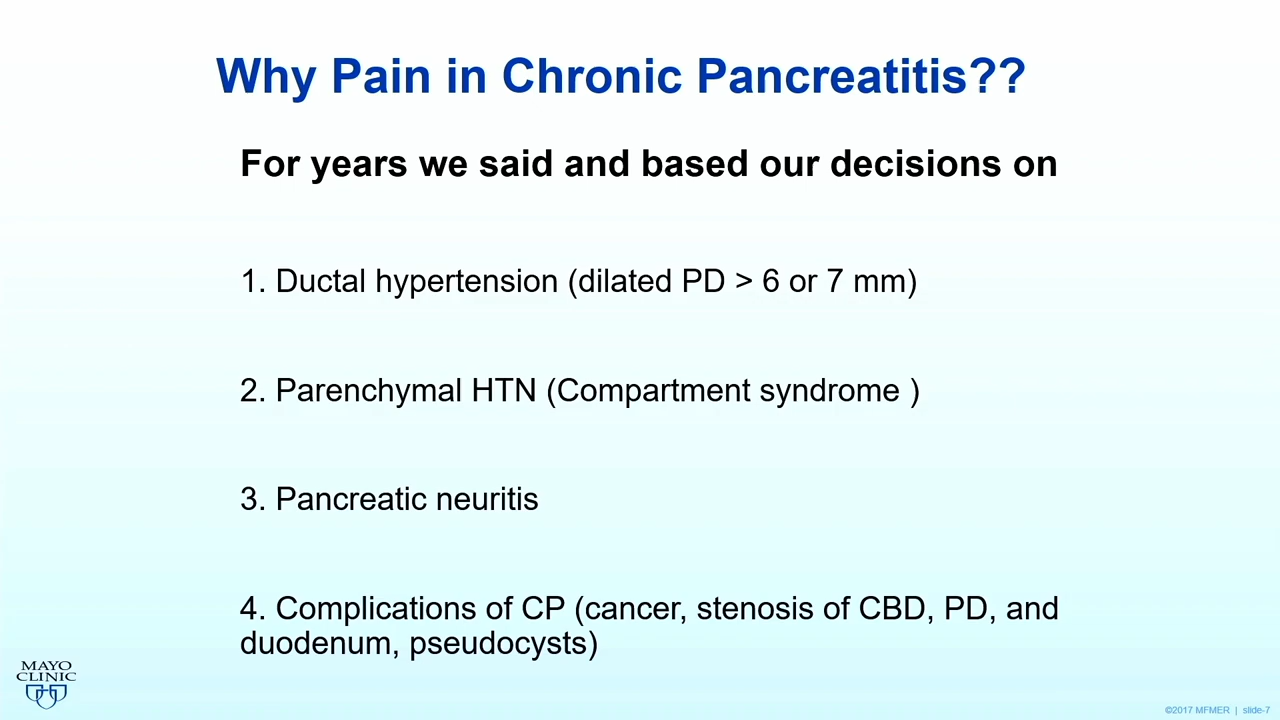 Why Pain in Chronic Pancreatitis??
For years we said and based our decisions on
1. Ductal hypertension (dilated PD > 6 or 7 mm)
2. Parenchymal HTN (Compartment syndrome )
3. Pancreatic neuritis
4. Complications of CP (cancer, stenosis of CBD, PD, and
duodenum, pseudocysts)
MAYO
CLINIC
©2017 MFMER | slide-7